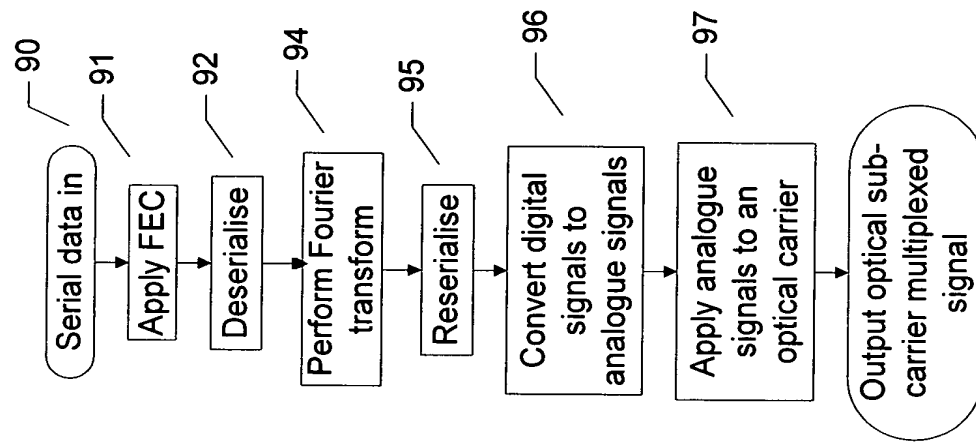 Serial data in
90
Apply FEC
91
Deserialise
92
Perform Fourier
transform
94
Reserialise
95
Convert digital
signals to
analogue signals
96
Apply analogue
signals to an
optical carrier
97
Output optical sub-
carrier multiplexed
signal